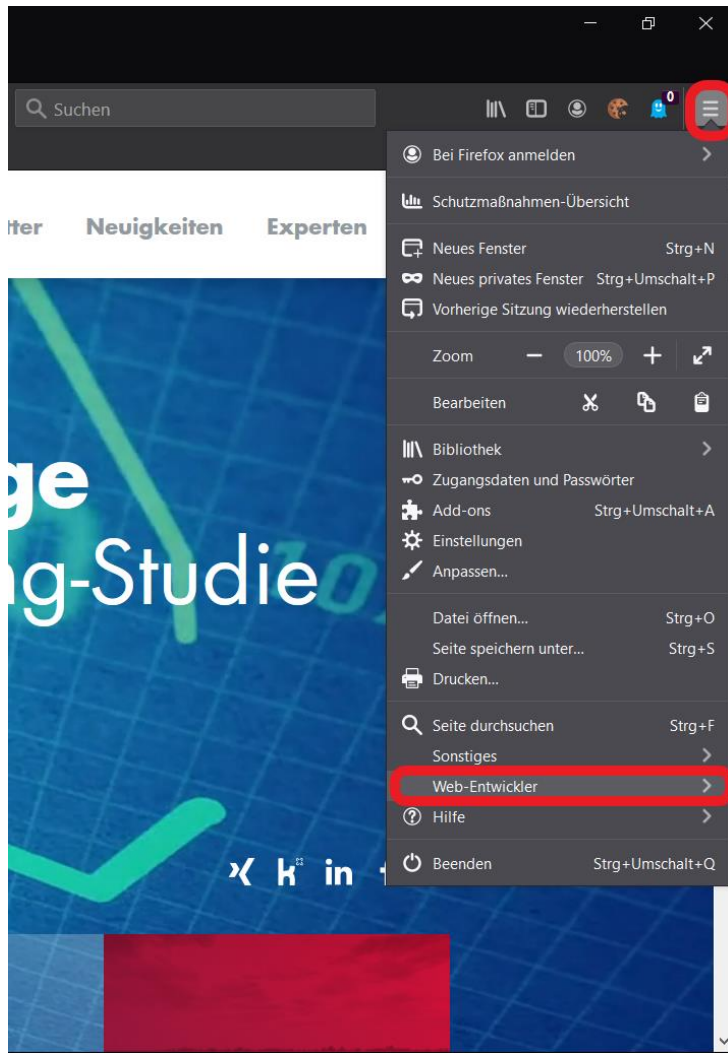 Suchen
0
Bei Firefox anmelden
Schutzmaßnahmen-Übersicht
Neues Fenster Strg+N
Neues privates Fenster Strg+Umschalt+P
Vorherige Sitzung wiederherstellen
Zoom 100%
Bearbeiten
Bibliothek
Zugangsdaten und Passwörter
Add-ons Strg+Umschalt+A
Einstellungen
Anpassen...
Datei öffnen... Strg+O
Seite speichern unter... Strg+S
Drucken...
Seite durchsuchen Strg+F
Sonstiges
Web-Entwickler
Hilfe
Beenden Strg+Umschalt+Q
tter Neuigkeiten Experten
ge
ng-Studie
k in